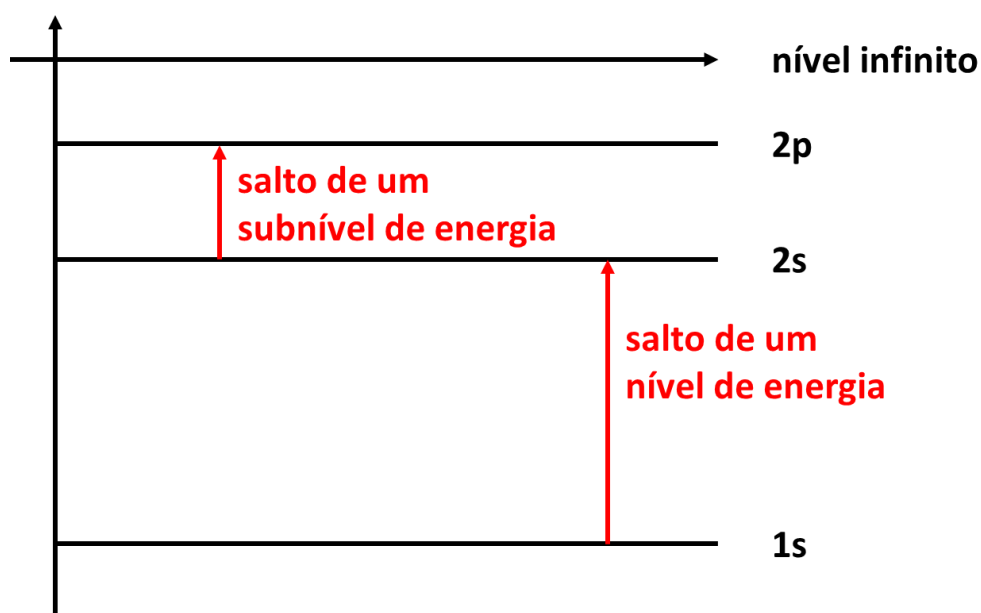 nível infinito
2p
salto de um
subnível de energia
2s
salto de um
nível de energia
1s